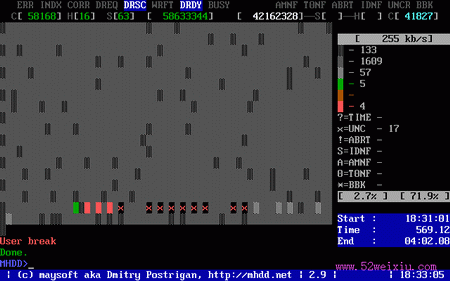 ERR INDX CORR DREQ DRSC WRFT DRDY BUSY AMNF TONF ABRT IDNF UNCR BBK
C[ 58168] H[16] S[63] [ 58633344] [ 42162328]—S[ ]—H[ ] C[ 41827]
[ 255 kb/s]
- 133
- 1609
- 57
- 5
-
- 4
?=TIME -
x=UNC - 17
!=ABRT -
S=IDNF -
A=AMNF -
0=TONF -
*=BBK -
[ 2.7% ] [ 71.9% ]
Start : 18:31:01
Time : 569.12
End : 04:02.08
User break
Done.
MHDD>_
www.52weixiu.com
| (c) maysoft aka Dmitry Postrigan, http://mhdd.net | 2.9 | | 18:33:05